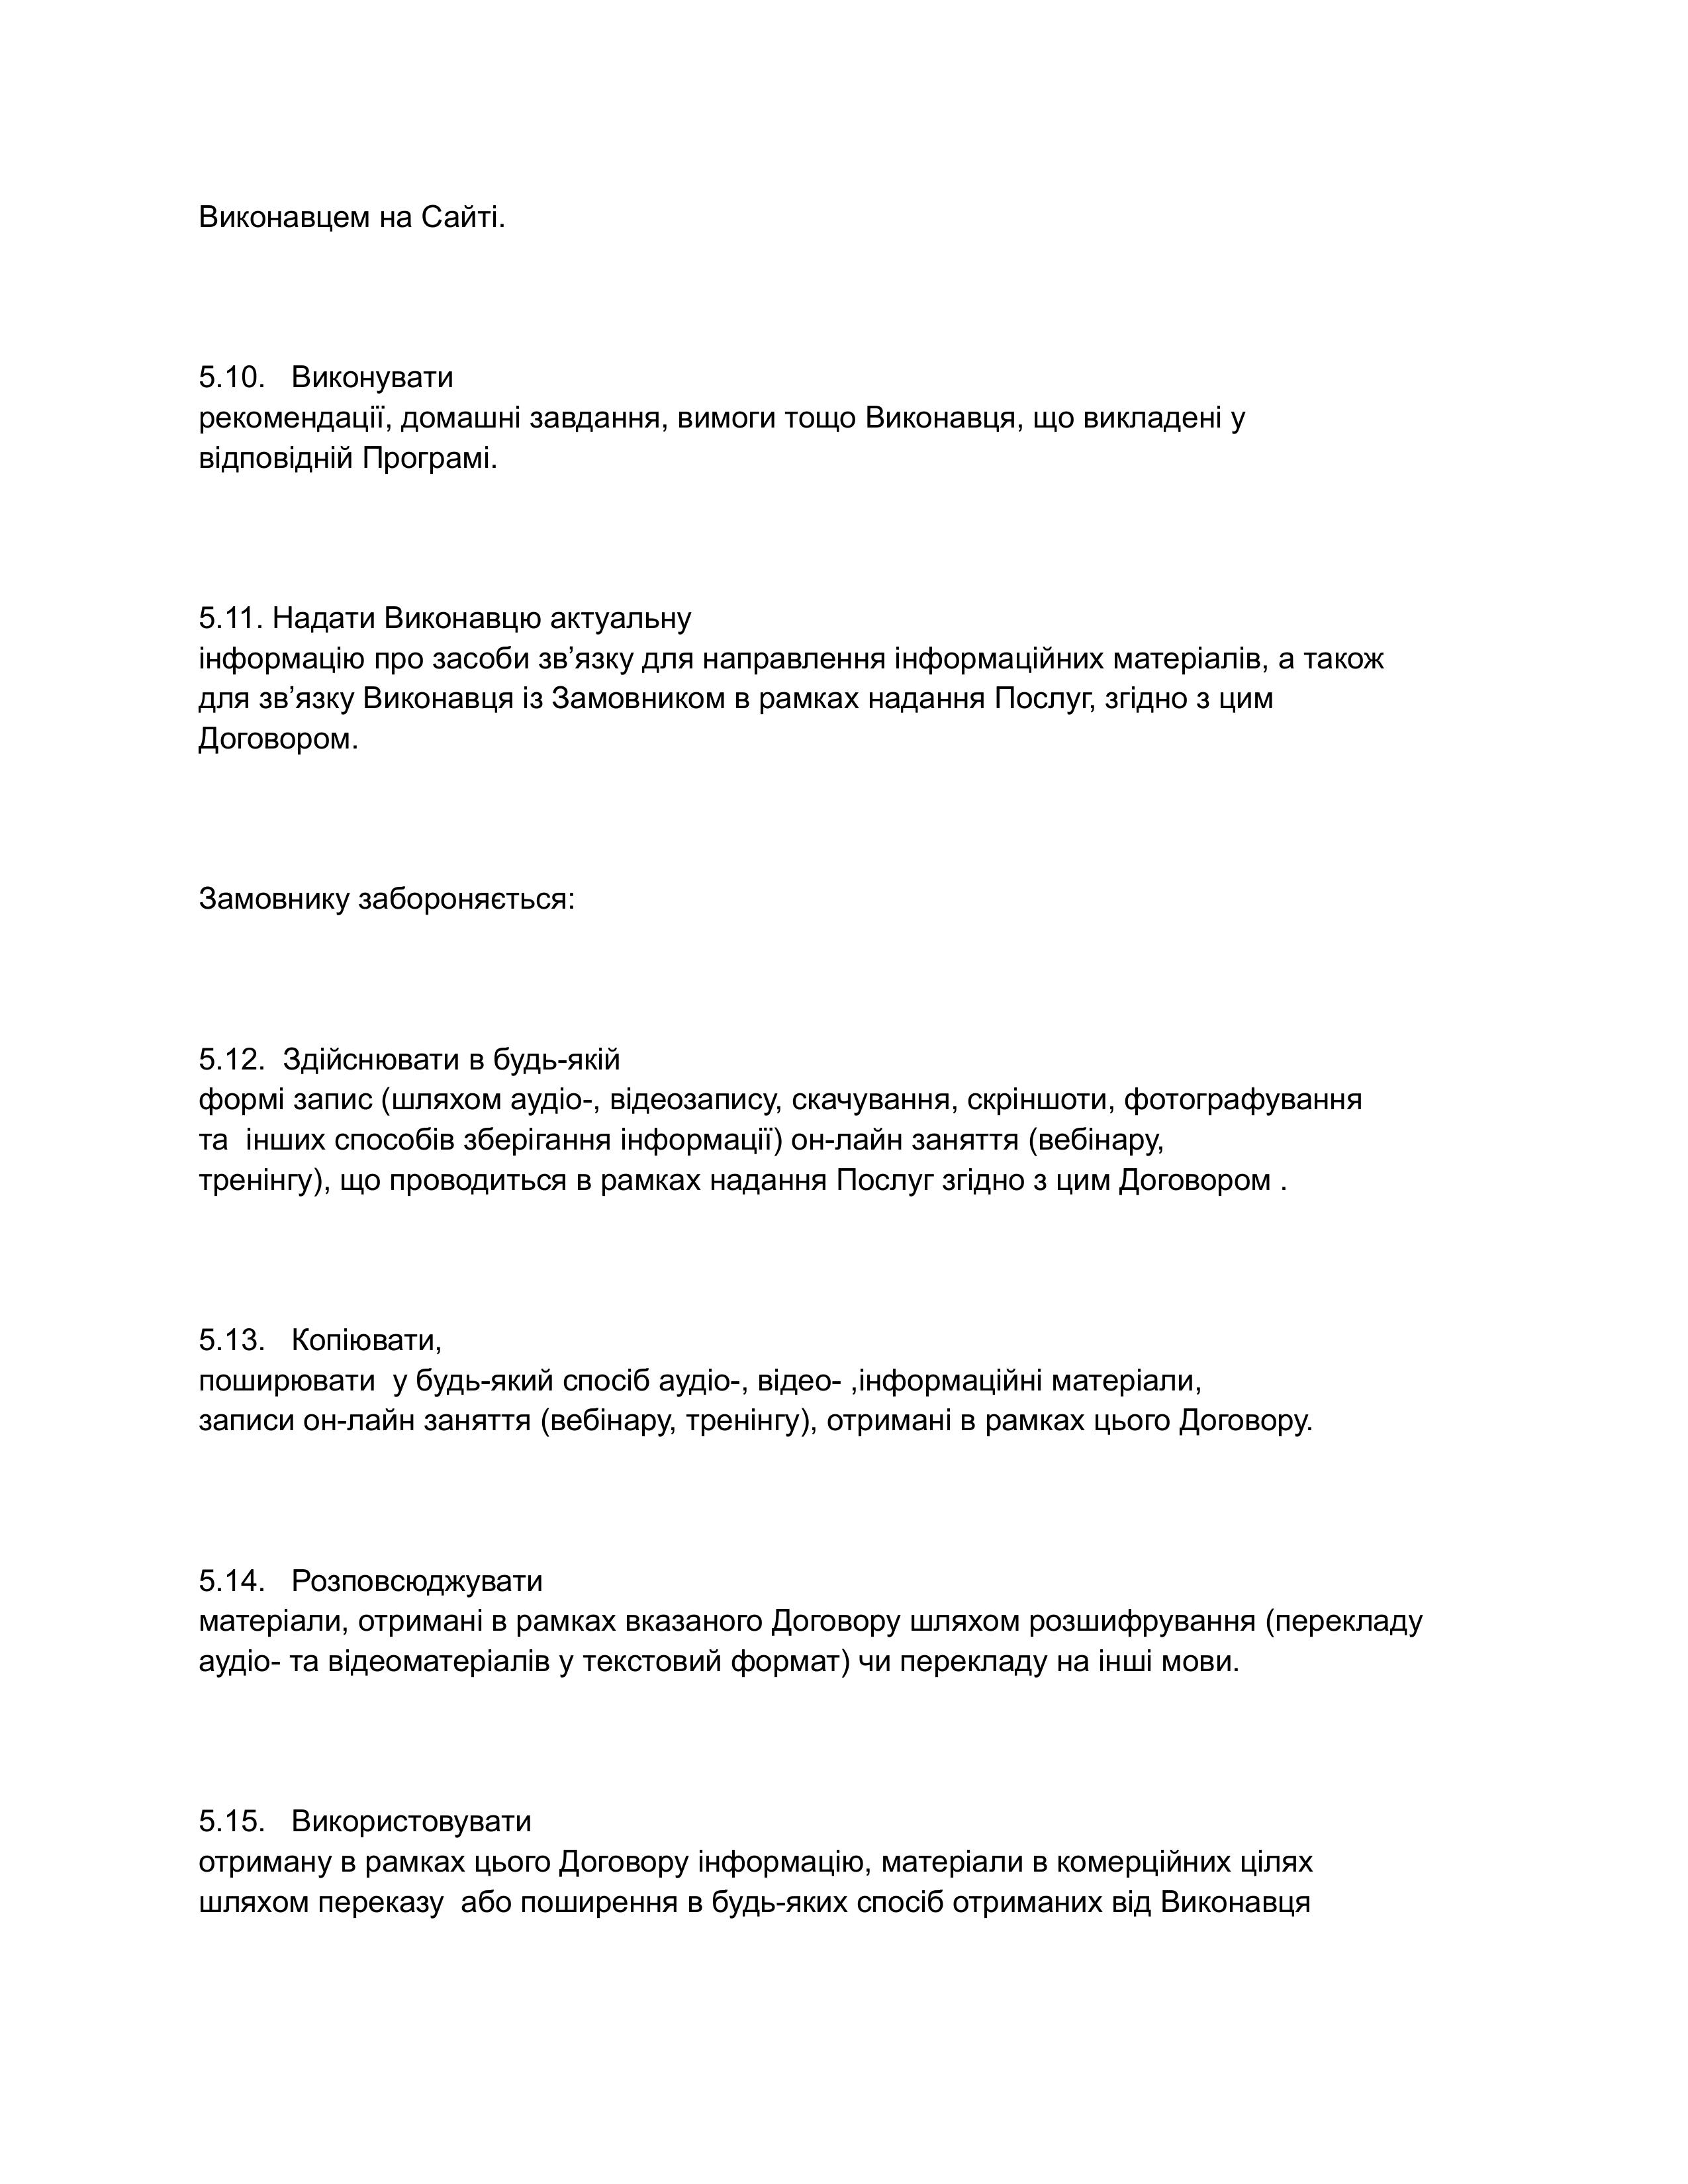 Виконавцем на Сайті.
5.10.   Виконувати
рекомендації, домашні завдання, вимоги тощо Виконавця, що викладені у
відповідній Програмі.
5.11. Надати Виконавцю актуальну
інформацію про засоби зв’язку для направлення інформаційних матеріалів, а також
для зв’язку Виконавця із Замовником в рамках надання Послуг, згідно з цим
Договором.
Замовнику забороняється:
5.12.  Здійснювати в будь-якій
формі запис (шляхом аудіо-, відеозапису, скачування, скріншоти, фотографування
та  інших способів зберігання інформації) он-лайн заняття (вебінару,
тренінгу), що проводиться в рамках надання Послуг згідно з цим Договором .
5.13.   Копіювати,
поширювати  у будь-який спосіб аудіо-, відео- ,інформаційні матеріали,
записи он-лайн заняття (вебінару, тренінгу), отримані в рамках цього Договору.
5.14.   Розповсюджувати
матеріали, отримані в рамках вказаного Договору шляхом розшифрування (перекладу
аудіо- та відеоматеріалів у текстовий формат) чи перекладу на інші мови.
5.15.   Використовувати
отриману в рамках цього Договору інформацію, матеріали в комерційних цілях
шляхом переказу  або поширення в будь-яких спосіб отриманих від Виконавця